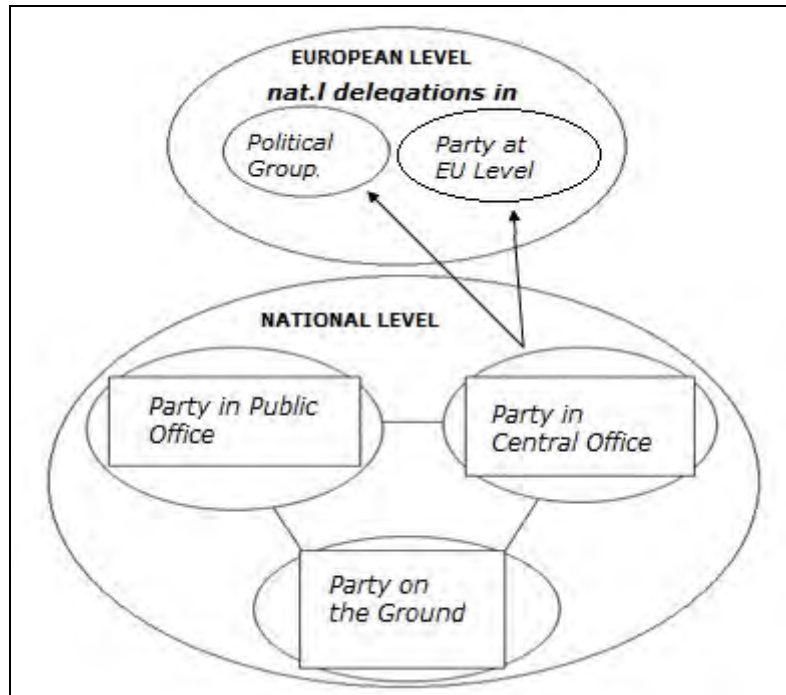 EUROPEAN LEVEL
nat.l delegations in
Political
Group.
Party at
EU Level
NATIONAL LEVEL
Party in Public
Office
Party in
Central Office
Party on
the Ground